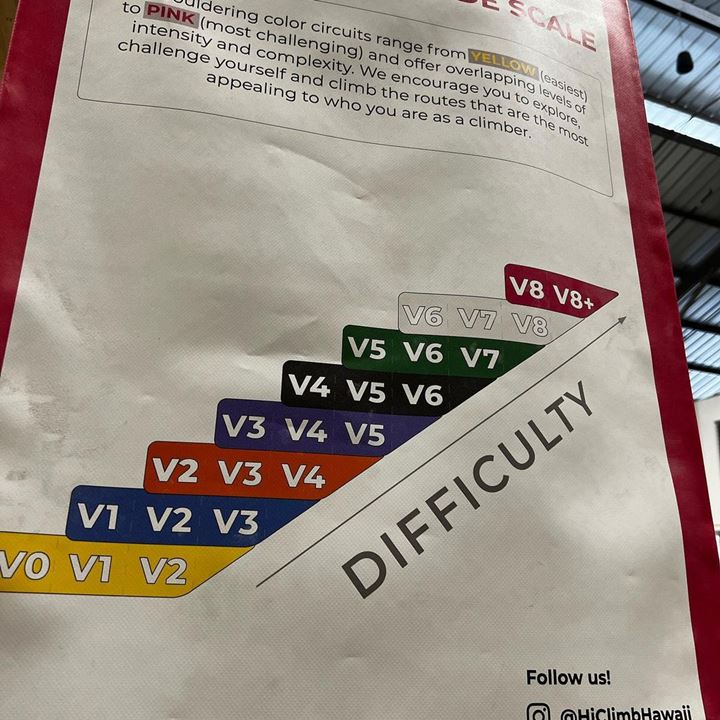 SCALE
color circuits range from YELLOW (easiest)
to PINK (most challenging) and offer overlapping levels of
intensity and complexity. We encourage you to explore,
challenge yourself and climb the routes that are the most
appealing to who you are as a climber.
V8 V8+
V6 V7 V8
V5 V6 V7
V4 V5 V6
V3 V4 V5
V2 V3 V4
V1 V2 V3
V0 V1 V2
DIFFICULTY
Follow us!
@HiClimbHawaii